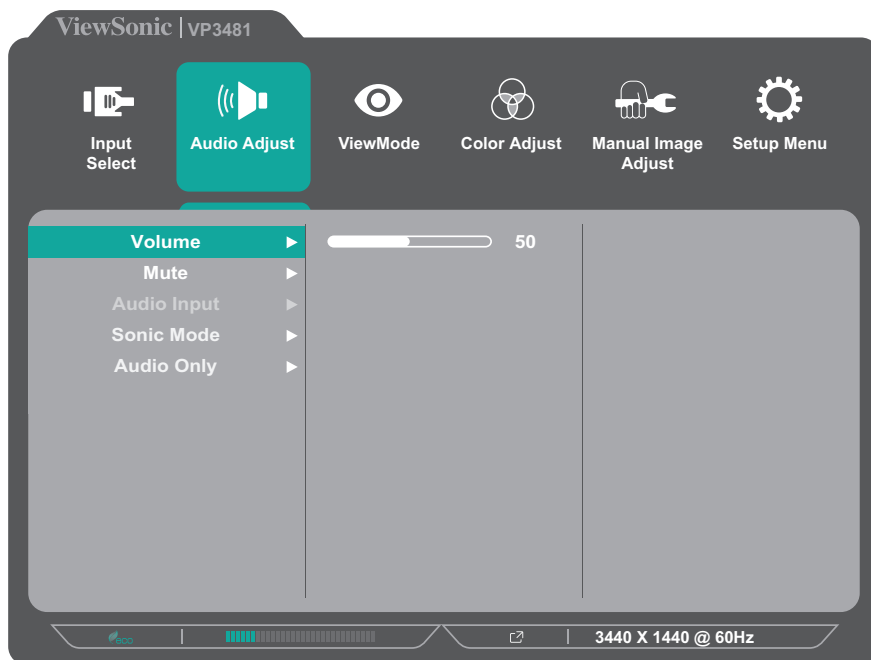 ViewSonic | VP3481
Input Select
Audio Adjust
ViewMode
Color Adjust
Manual Image Adjust
Setup Menu
Volume 50
Mute
Audio Input
Sonic Mode
Audio Only
eco
3440 X 1440 @ 60Hz